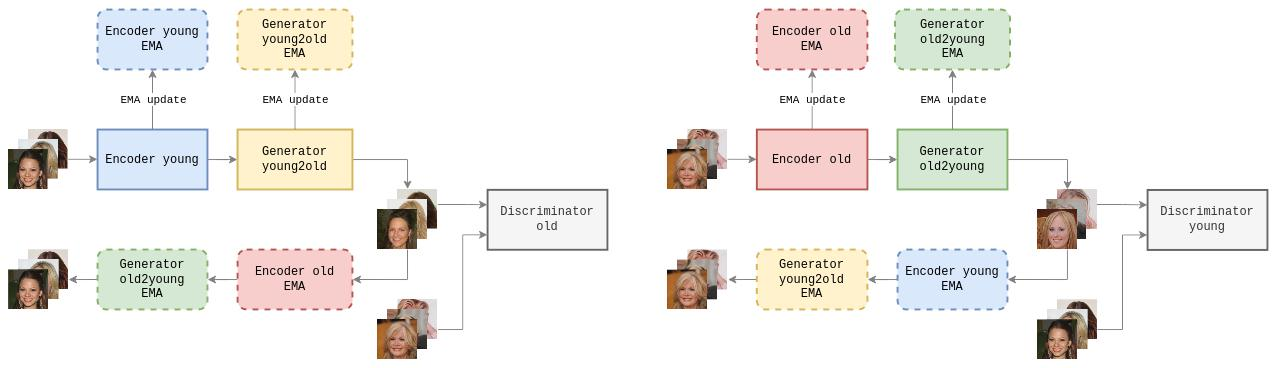 Encoder young
EMA
Generator
young2old
EMA
EMA update
EMA update
Encoder young
Generator
young2old
Discriminator
old
Generator
old2young
EMA
Encoder old
EMA
Encoder old
EMA
Generator
old2young
EMA
EMA update
EMA update
Encoder old
Generator
old2young
Discriminator
young
Generator
young2old
EMA
Encoder young
EMA